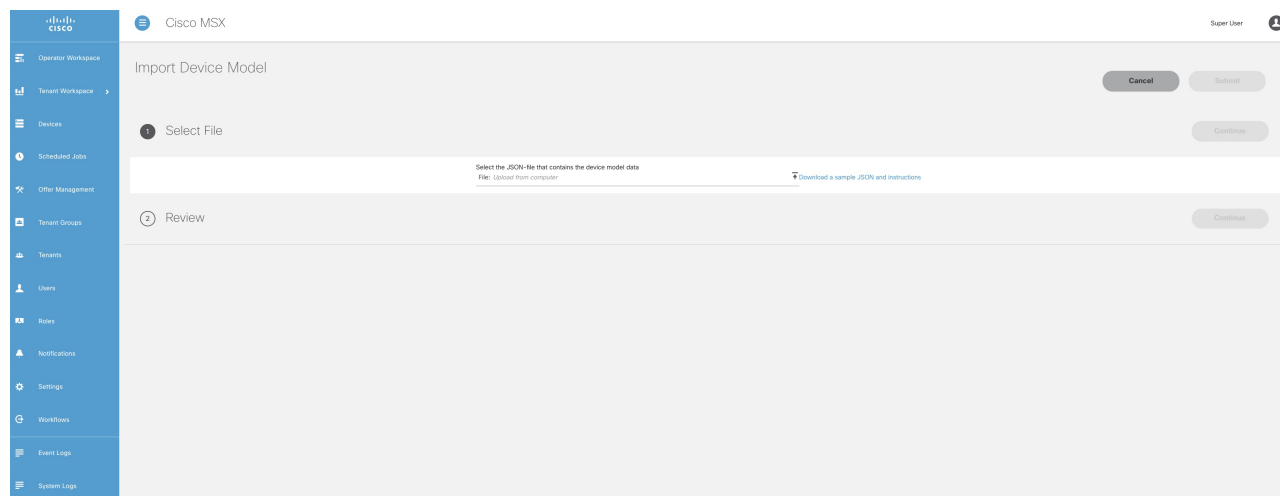 CISCO
Cisco MSX
Super User
Operator Workspace
Tenant Workspace
Devices
Scheduled Jobs
Offer Management
Tenant Groups
Tenants
Users
Roles
Notifications
Settings
Workflows
Event Logs
System Logs
Import Device Model
Cancel
Submit
1 Select File
Continue
Select the JSON-file that contains the device model data
File: Upload from computer
Download a sample JSON and instructions
2 Review
Continue